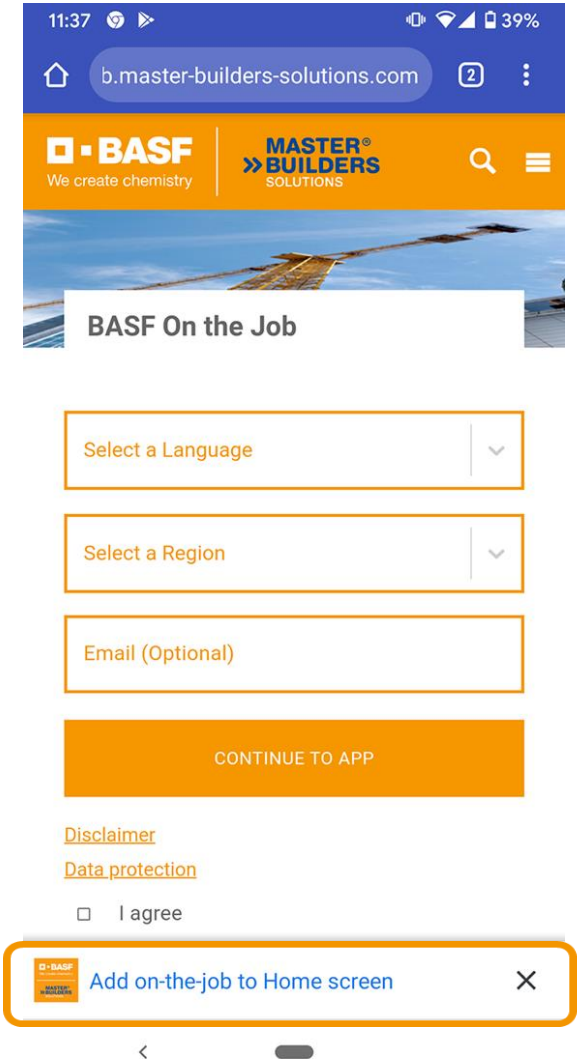 11:37
39%
b.master-builders-solutions.com
2
BASF
We create chemistry
MASTER®
BUILDERS
SOLUTIONS
BASF On the Job
Select a Language
Select a Region
Email (Optional)
CONTINUE TO APP
Disclaimer
Data protection
I agree
BASF
Add on-the-job to Home screen